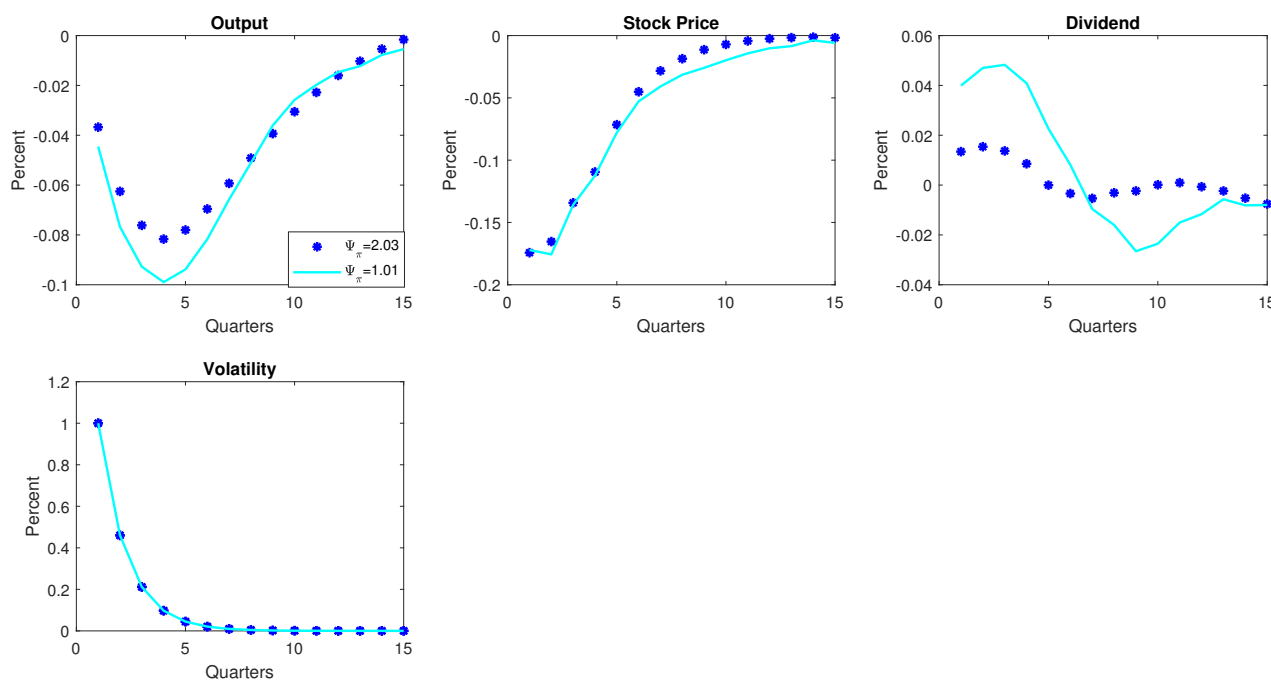 Output
Percent
0
-0.02
-0.04
-0.06
-0.08
-0.1
0 5 10 15
Quarters
Ψπ=2.03
Ψπ=1.01
Stock Price
Percent
0
-0.05
-0.1
-0.15
-0.2
0 5 10 15
Quarters
Dividend
Percent
0.06
0.04
0.02
0
-0.02
-0.04
0 5 10 15
Quarters
Volatility
Percent
1.2
1
0.8
0.6
0.4
0.2
0
0 5 10 15
Quarters